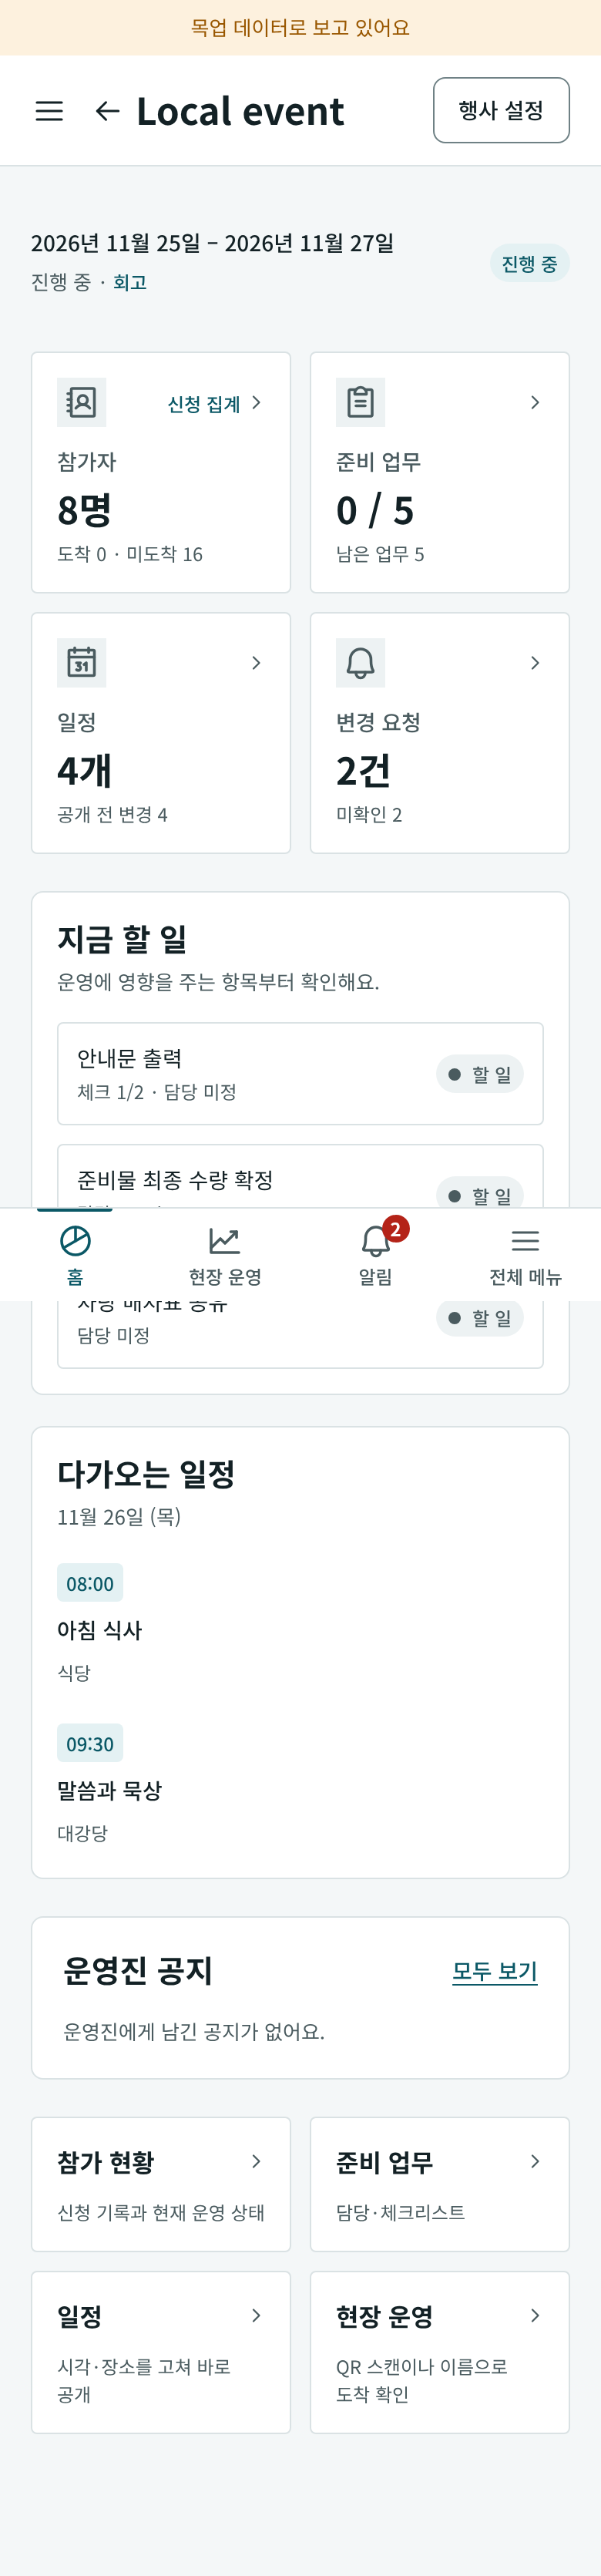 목업 데이터로 보고 있어요
Local event
행사 설정
2026년 11월 25일 – 2026년 11월 27일
진행 중 · 회고
진행 중
신청 집계
참가자
8명
도착 0 · 미도착 16
준비 업무
0 / 5
남은 업무 5
31
일정
4개
공개 전 변경 4
변경 요청
2건
미확인 2
지금 할 일
운영에 영향을 주는 항목부터 확인해요.
안내문 출력
체크 1/2 · 담당 미정
할 일
준비물 최종 수량 확정
할 일
2
홈
현장 운영
알림
전체 메뉴
담당 미정
할 일
다가오는 일정
11월 26일 (목)
08:00
아침 식사
식당
09:30
말씀과 묵상
대강당
운영진 공지
모두 보기
운영진에게 남긴 공지가 없어요.
참가 현황
신청 기록과 현재 운영 상태
준비 업무
담당·체크리스트
일정
시각·장소를 고쳐 바로
공개
현장 운영
QR 스캔이나 이름으로
도착 확인